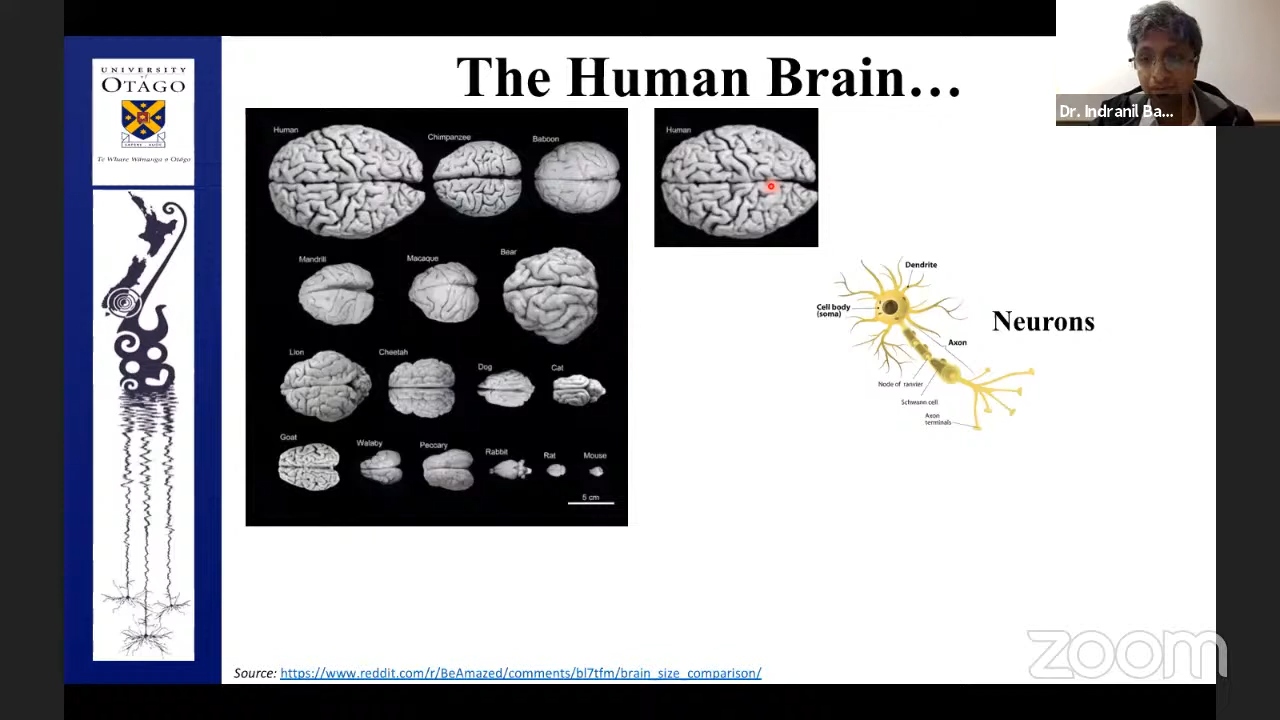 The Human Brain…
Dr. Indranil Ba...
UNIVERSITY
of
OTAGO
Te Whare Wānanga o Otāgo
Human
Chimpanzee
Baboon
Mandrill
Macaque
Bear
Lion
Cheetah
Dog
Cat
Goat
Walaby
Peccary
Rabbit
Rat
Mouse
5 cm
Human
Dendrite
Cell body
(soma)
Axon
Node of ranvier
Schwann cell
Axon
terminals
Neurons
Source: https://www.reddit.com/r/BeAmazed/comments/bl7tfm/brain_size_comparison/
zoom